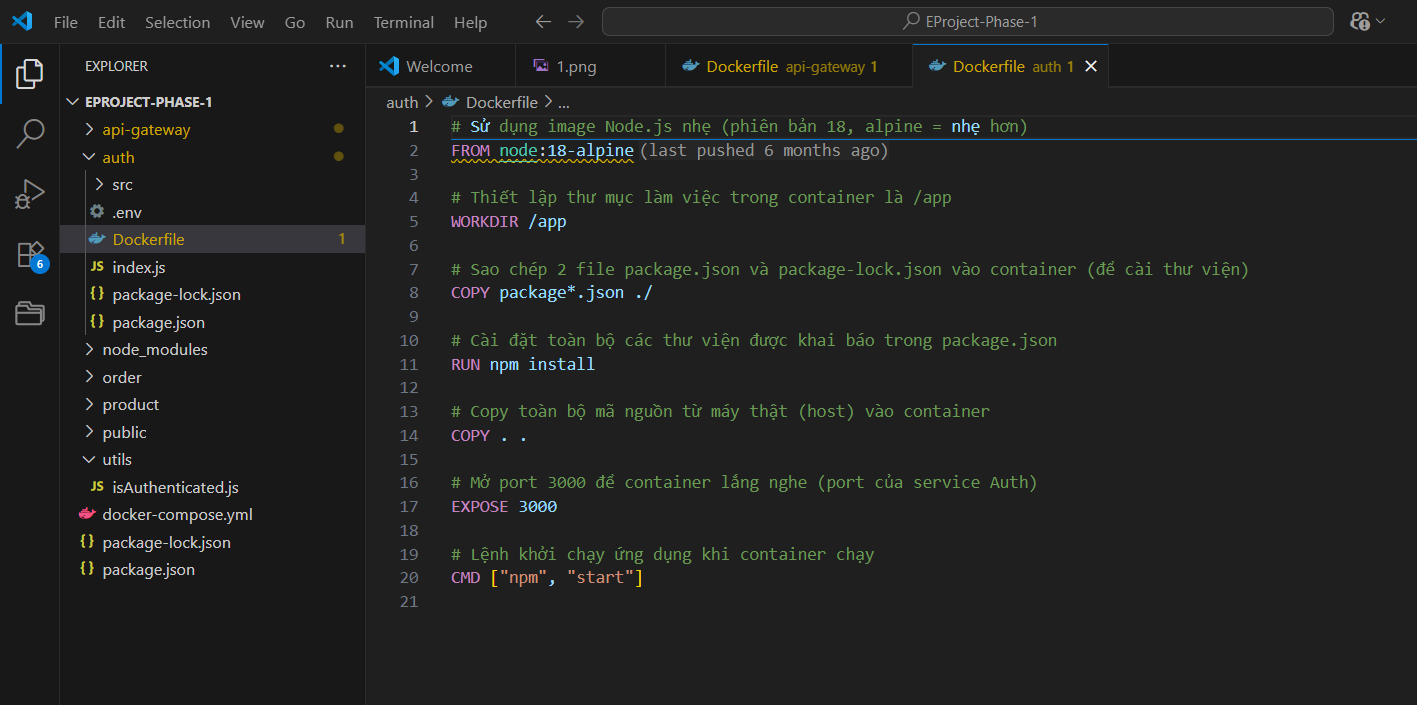 File Edit Selection View Go Run Terminal Help
EProject-Phase-1
EXPLORER
EPROJECT-PHASE-1
api-gateway
auth
src
.env
Dockerfile 1
JS index.js
{} package-lock.json
{} package.json
node_modules
order
product
public
utils
JS isAuthenticated.js
docker-compose.yml
{} package-lock.json
{} package.json
6
Welcome
1.png
Dockerfile api-gateway 1
Dockerfile auth 1
auth > Dockerfile > ...
1 # Sử dụng image Node.js nhẹ (phiên bản 18, alpine = nhẹ hơn)
2 FROM node:18-alpine (last pushed 6 months ago)
3
4 # Thiết lập thư mục làm việc trong container là /app
5 WORKDIR /app
6
7 # Sao chép 2 file package.json và package-lock.json vào container (để cài thư viện)
8 COPY package*.json ./
9
10 # Cài đặt toàn bộ các thư viện được khai báo trong package.json
11 RUN npm install
12
13 # Copy toàn bộ mã nguồn từ máy thật (host) vào container
14 COPY . .
15
16 # Mở port 3000 để container lắng nghe (port của service Auth)
17 EXPOSE 3000
18
19 # Lệnh khởi chạy ứng dụng khi container chạy
20 CMD ["npm", "start"]
21